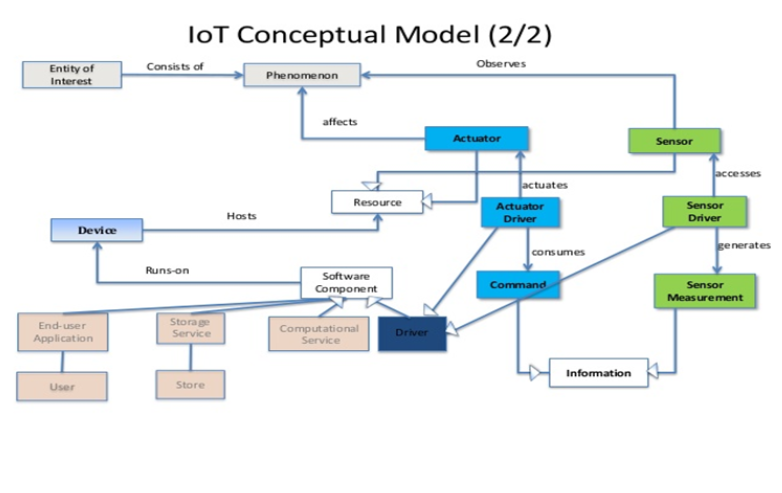 IoT Conceptual Model (2/2)
Entity of
Interest
Consists of
Phenomenon
Observes
affects
Actuator
Sensor
accesses
Resource
actuates
Actuator
Driver
Sensor
Driver
Device
Hosts
consumes
generates
Runs-on
Software
Component
Command
Sensor
Measurement
End-user
Application
Storage
Service
Computational
Service
Driver
Information
User
Store